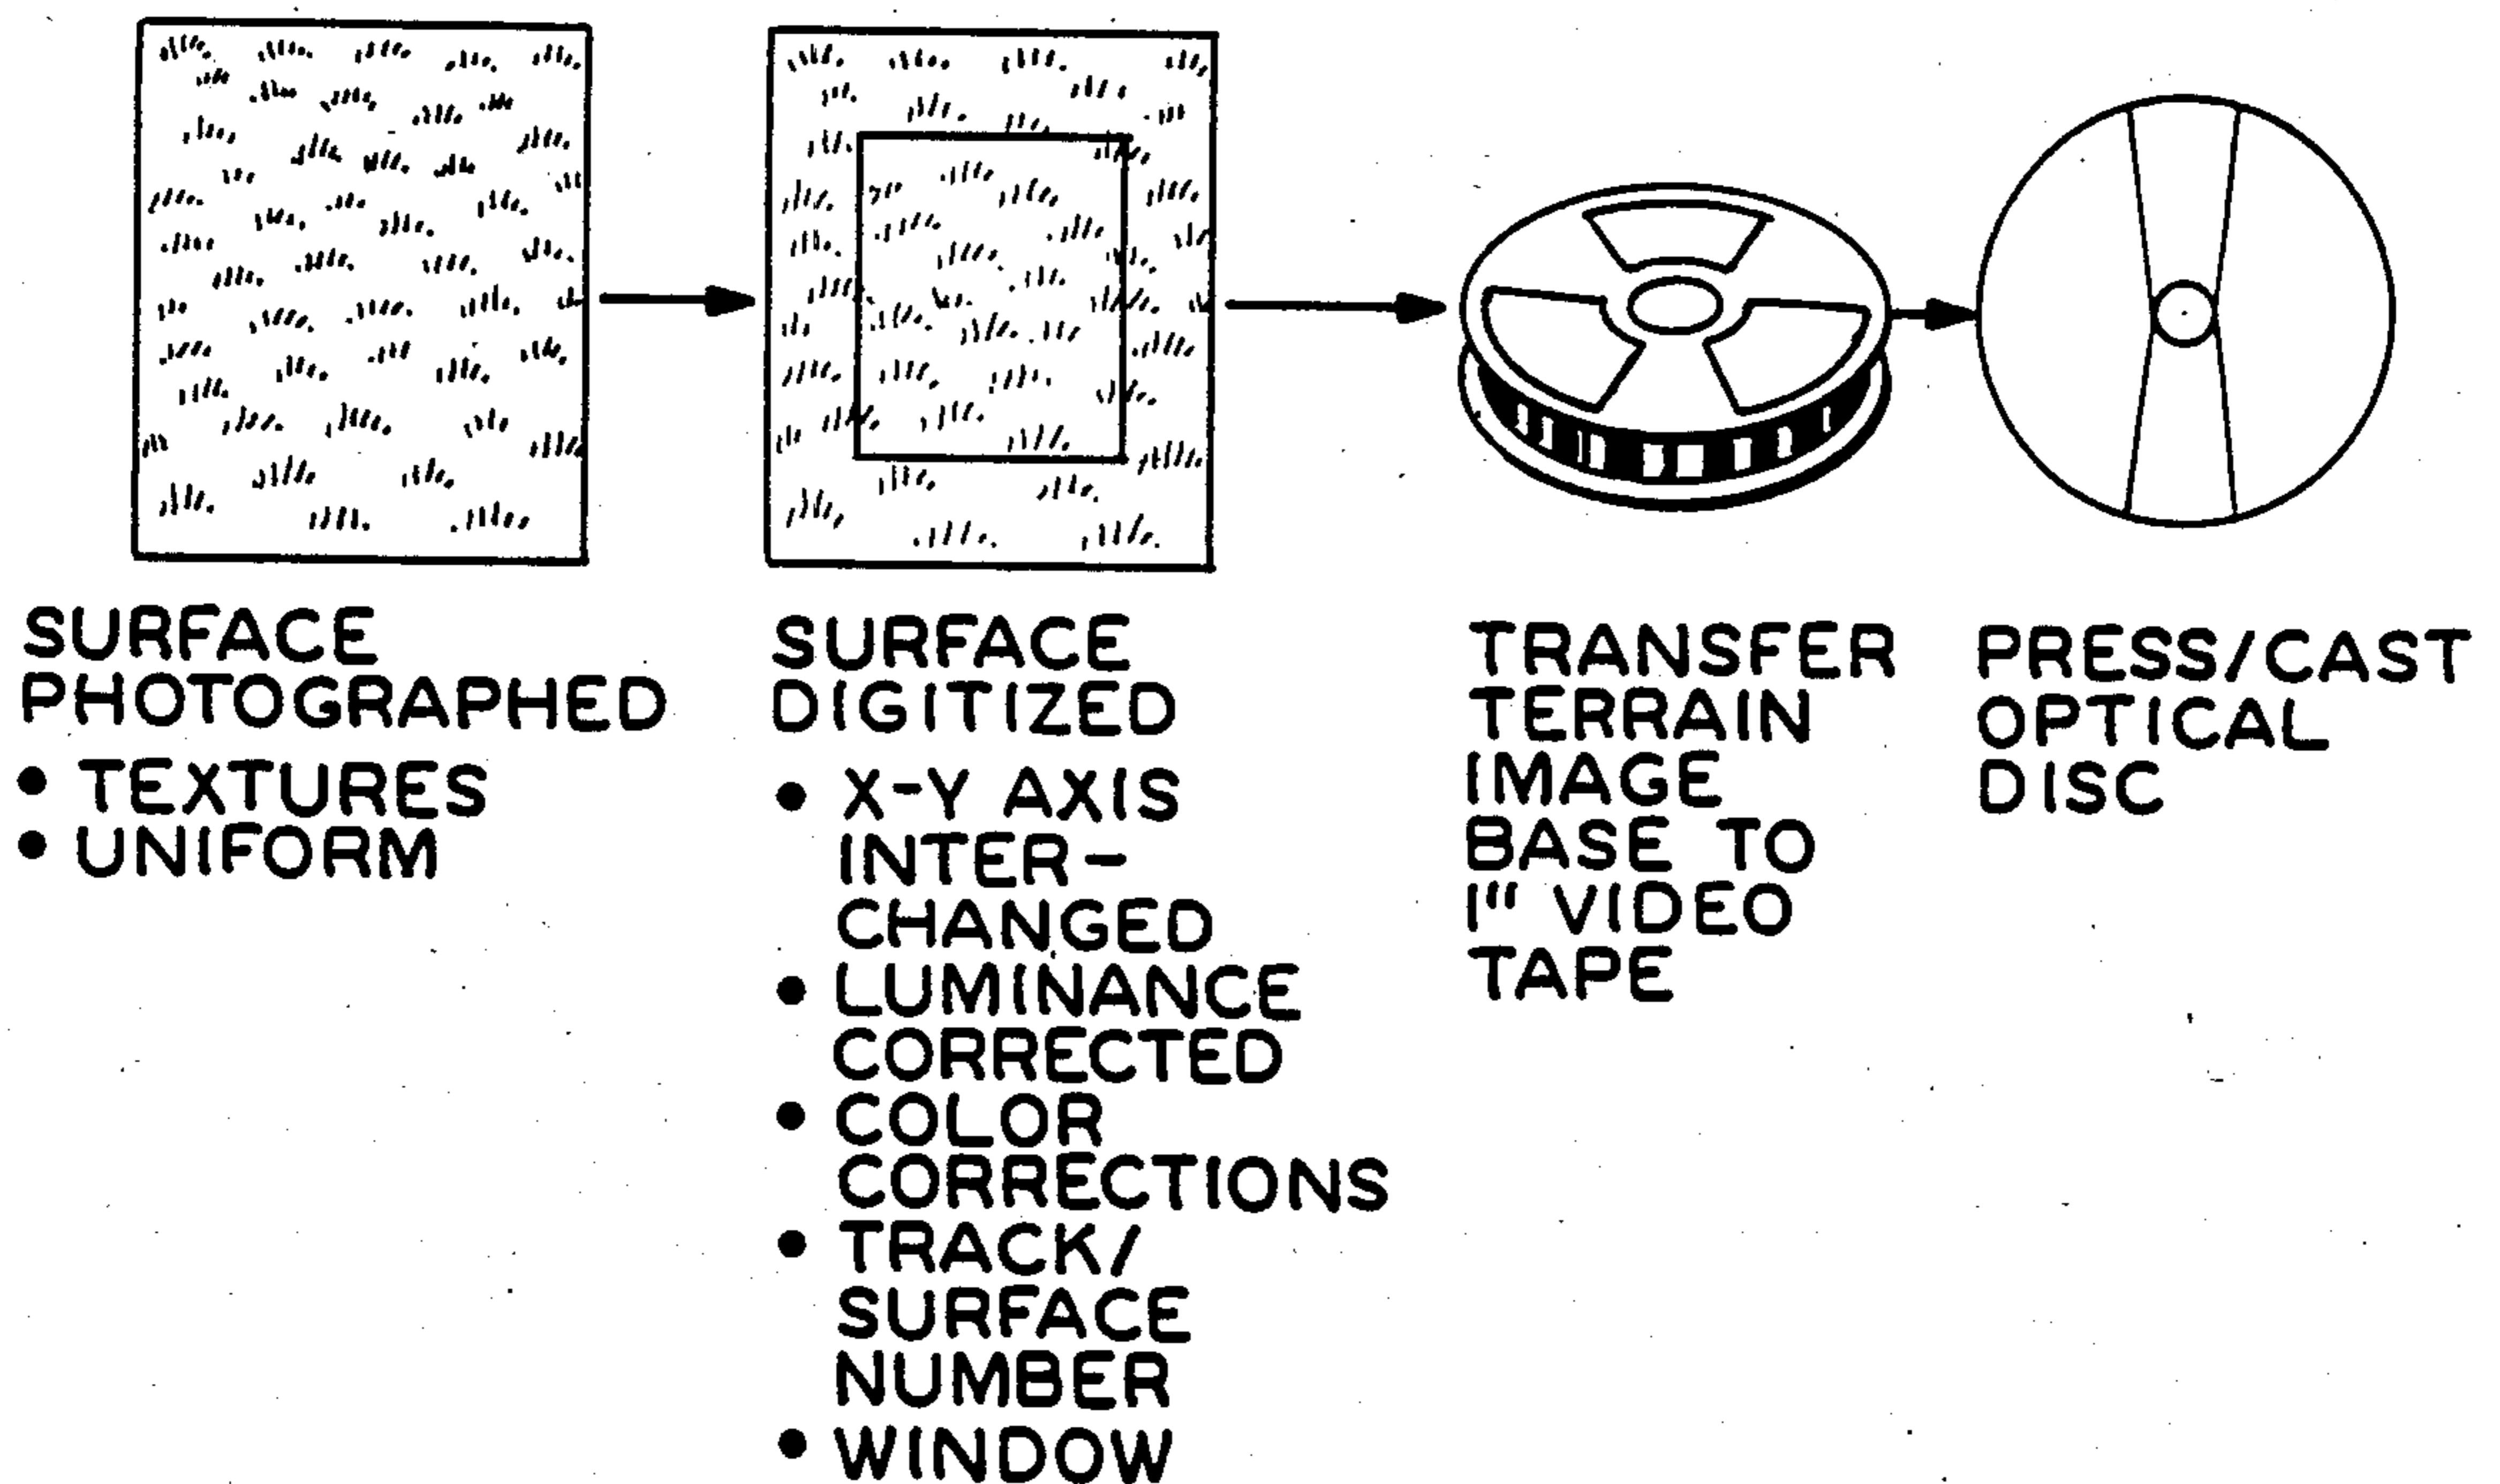 SURFACE
PHOTOGRAPHED
• TEXTURES
• UNIFORM
SURFACE
DIGITIZED
• X-Y AXIS
INTER-
CHANGED
• LUMINANCE
CORRECTED
• COLOR
CORRECTIONS
• TRACK/
SURFACE
NUMBER
• WINDOW
TRANSFER
TERRAIN
IMAGE
BASE TO
1" VIDEO
TAPE
PRESS/CAST
OPTICAL
DISC